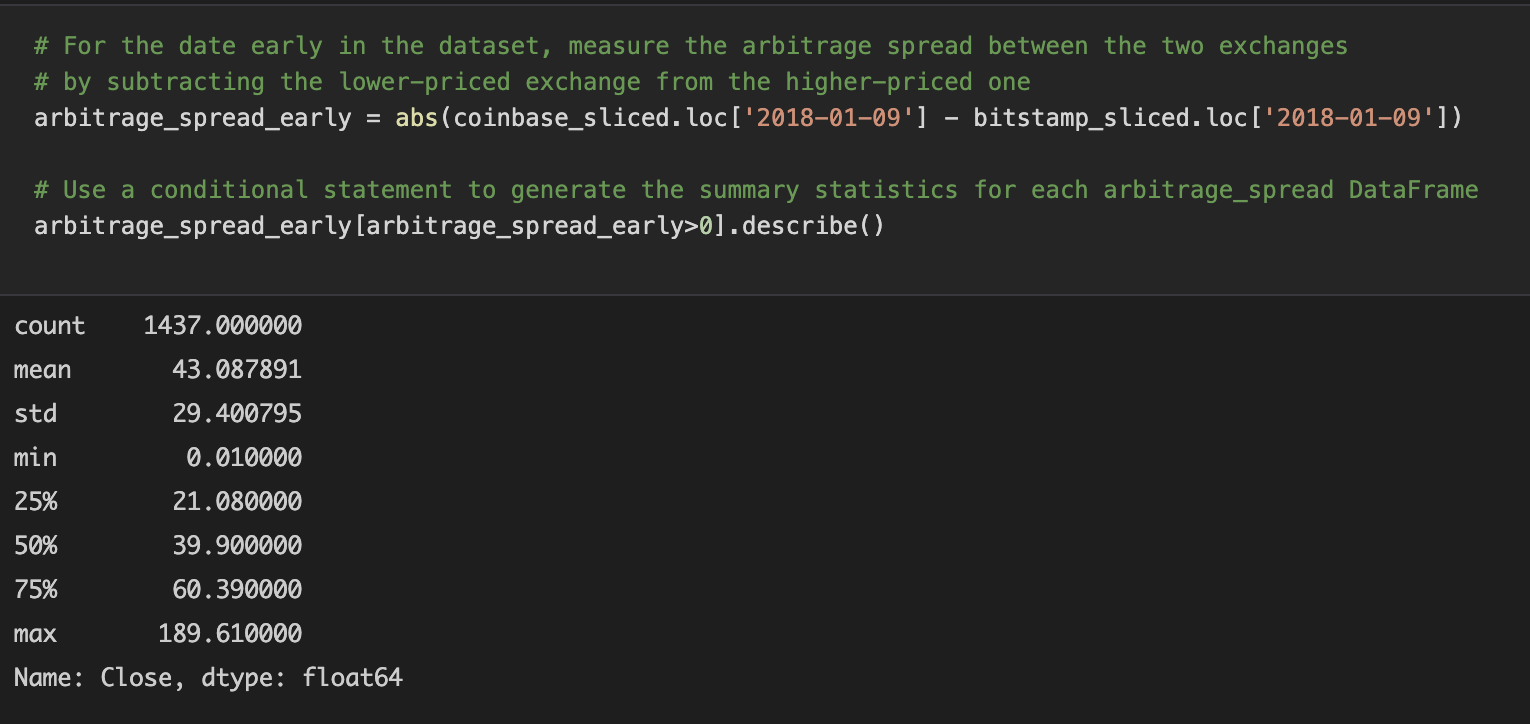 # For the date early in the dataset, measure the arbitrage spread between the two exchanges
# by subtracting the lower-priced exchange from the higher-priced one
arbitrage_spread_early = abs(coinbase_sliced.loc['2018-01-09'] - bitstamp_sliced.loc['2018-01-09'])
# Use a conditional statement to generate the summary statistics for each arbitrage_spread DataFrame
arbitrage_spread_early[arbitrage_spread_early>0].describe()
count    1437.000000
mean       43.087891
std        29.400795
min         0.010000
25%        21.080000
50%        39.900000
75%        60.390000
max       189.610000
Name: Close, dtype: float64